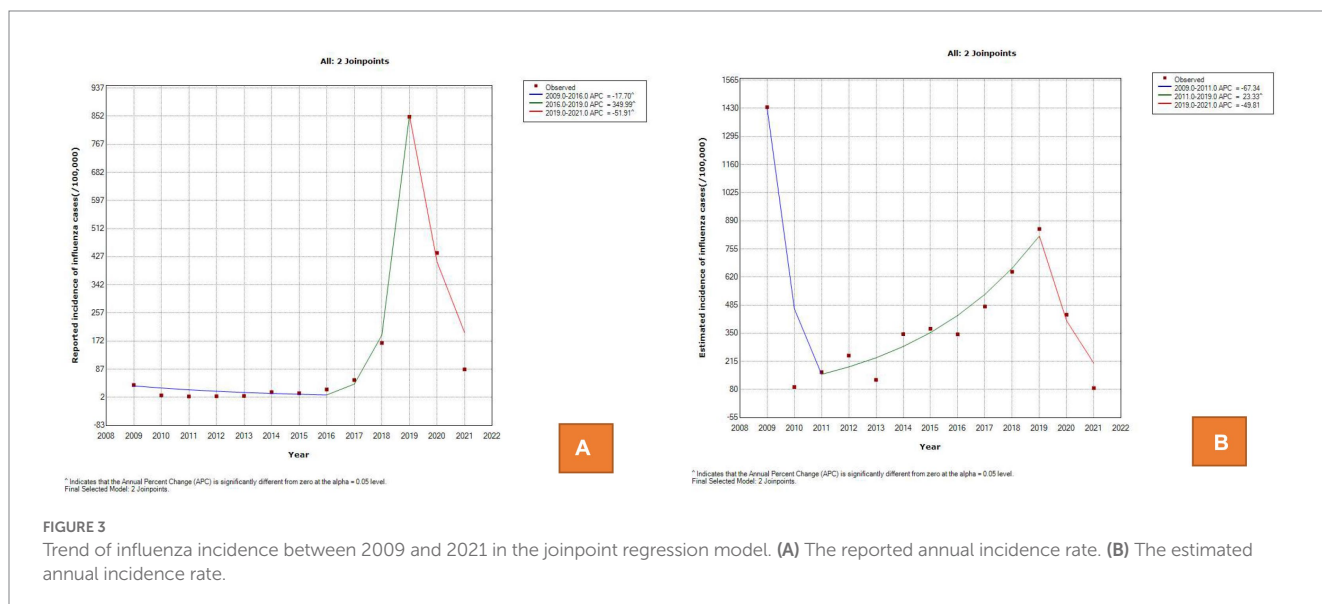 All: 2 Joinpoints
Reported incidence of influenza cases(/100,000)
937
852
767
682
597
512
427
342
257
172
87
2
-83
2008 2009 2010 2011 2012 2013 2014 2015 2016 2017 2018 2019 2020 2021 2022
Year
Observed
2009.0-2016.0 APC = -17.70^
2016.0-2019.0 APC = 349.99^
2019.0-2021.0 APC = -51.91^
A
^ Indicates that the Annual Percent Change (APC) is significantly different from zero at the alpha = 0.05 level.
Final Selected Model: 2 Joinpoints.
All: 2 Joinpoints
Estimated incidence of influenza cases(/100,000)
1565
1430
1295
1160
1025
890
755
620
485
350
215
80
-55
2008 2009 2010 2011 2012 2013 2014 2015 2016 2017 2018 2019 2020 2021 2022
Year
Observed
2009.0-2011.0 APC = -67.34
2011.0-2019.0 APC = 23.33^
2019.0-2021.0 APC = -49.81
B
^ Indicates that the Annual Percent Change (APC) is significantly different from zero at the alpha = 0.05 level.
Final Selected Model: 2 Joinpoints.
FIGURE 3
Trend of influenza incidence between 2009 and 2021 in the joinpoint regression model. (A) The reported annual incidence rate. (B) The estimated
annual incidence rate.